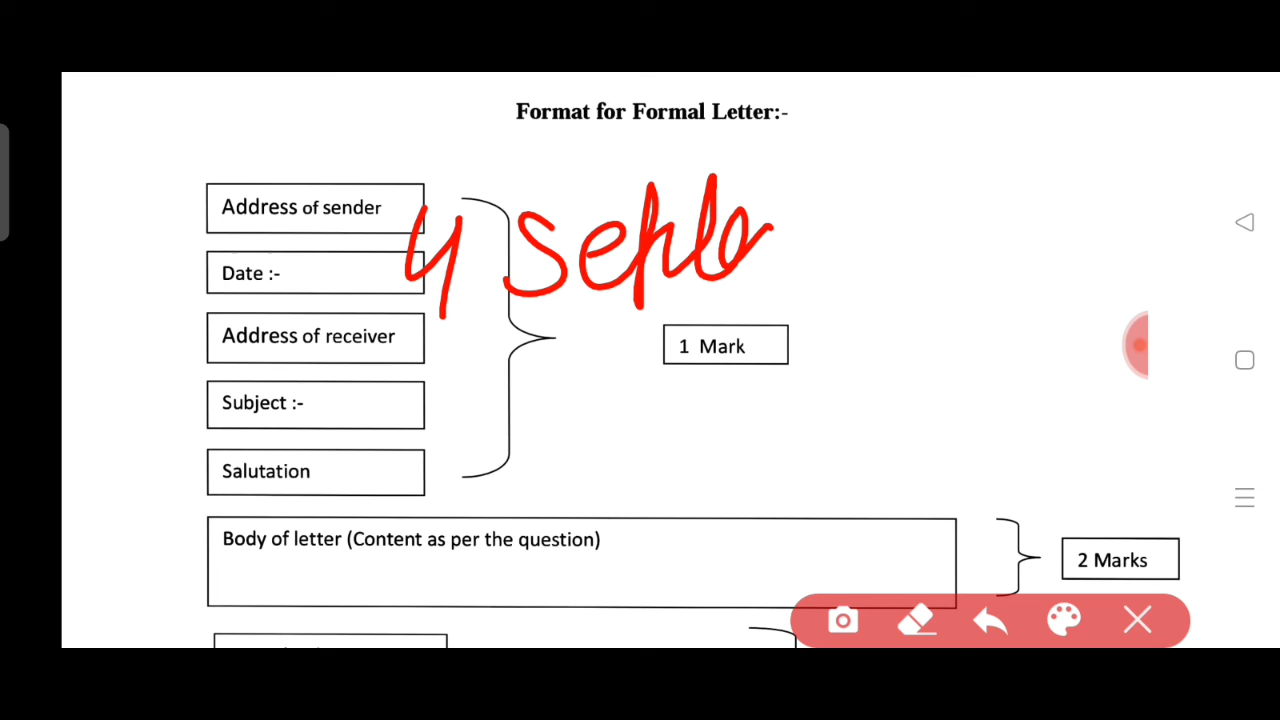 Format for Formal Letter:-
Address of sender
4
Date :-
Address of receiver
1 Mark
Subject :-
Salutation
Body of letter (Content as per the question)
2 Marks